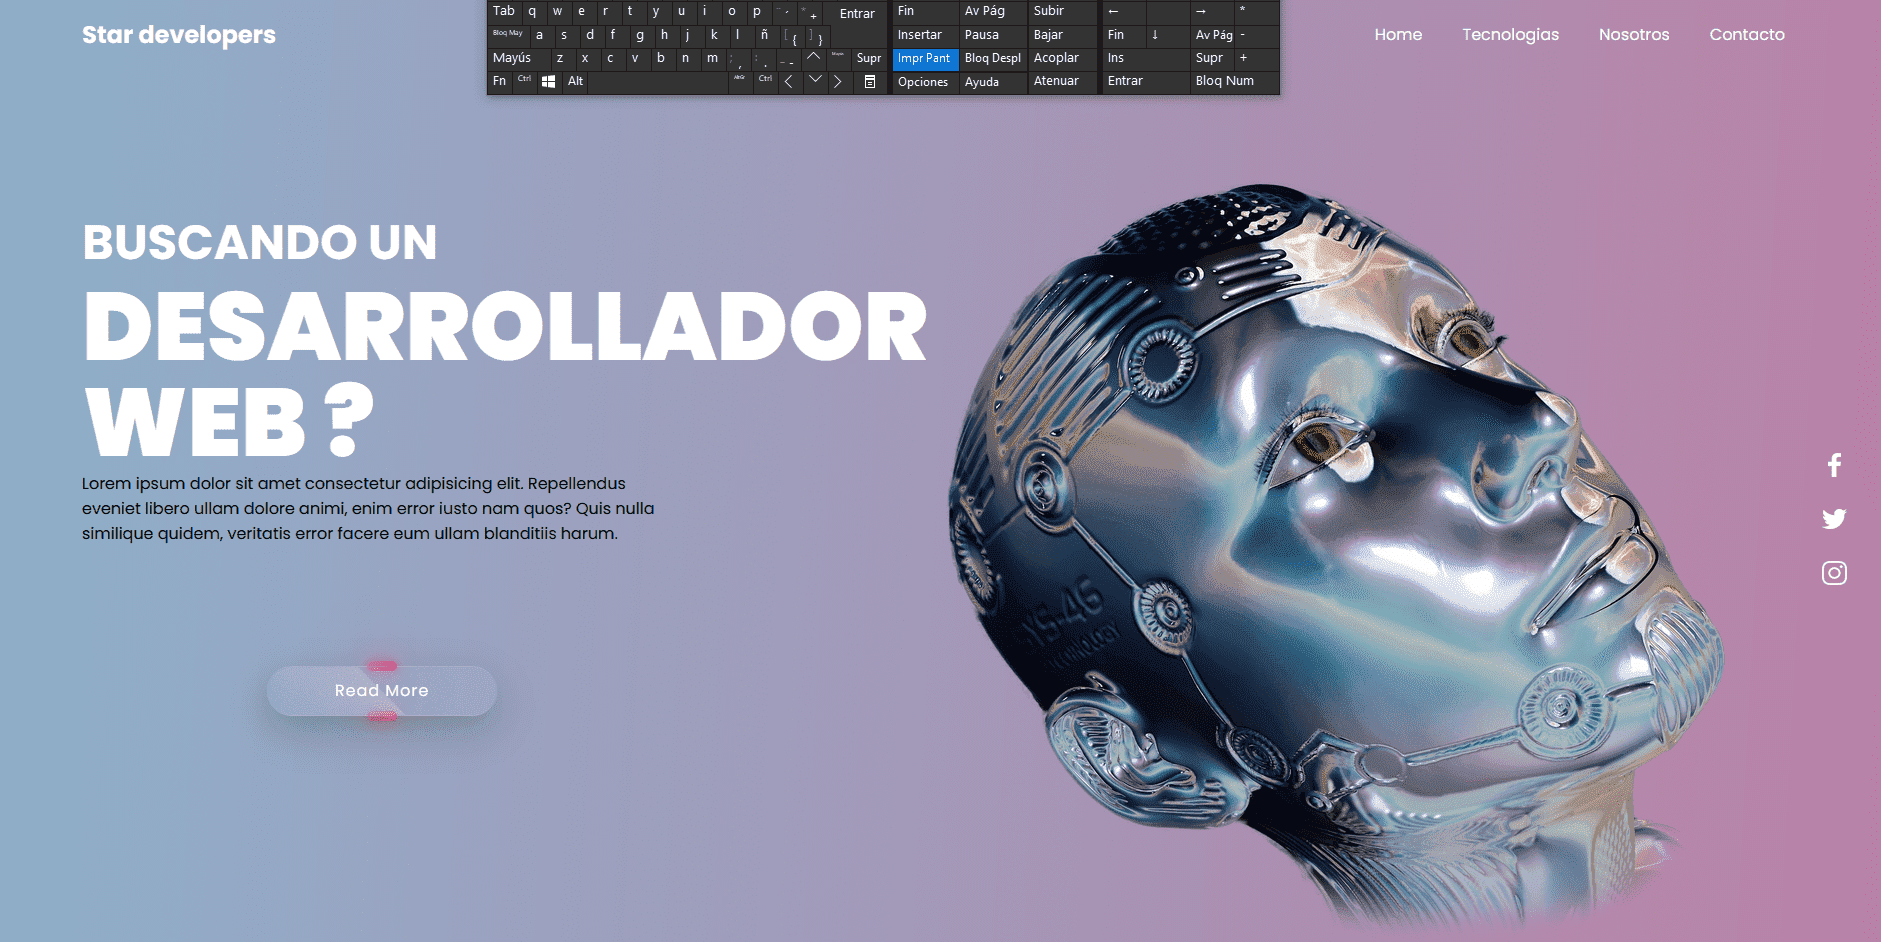 Tab q w e r t y u i o p Entrar Fin Av Pág Subir ← → *
Bloq May a s d f g h j k l ñ { } Insertar Pausa Bajar Fin ↓ Av Pág -
Mayús z x c v b n m ; , : . _ - Supr Impr Pant Bloq Despl Acoplar Ins Supr +
Fn Ctrl Alt AltGr Ctrl Opciones Ayuda Atenuar Entrar Bloq Num
Star developers
Home Tecnologías Nosotros Contacto
BUSCANDO UN
DESARROLLADOR
WEB ?
Lorem ipsum dolor sit amet consectetur adipisicing elit. Repellendus
eveniet libero ullam dolore animi, enim error iusto nam quos? Quis nulla
similique quidem, veritatis error facere eum ullam blanditiis harum.
Read More
SYS-46